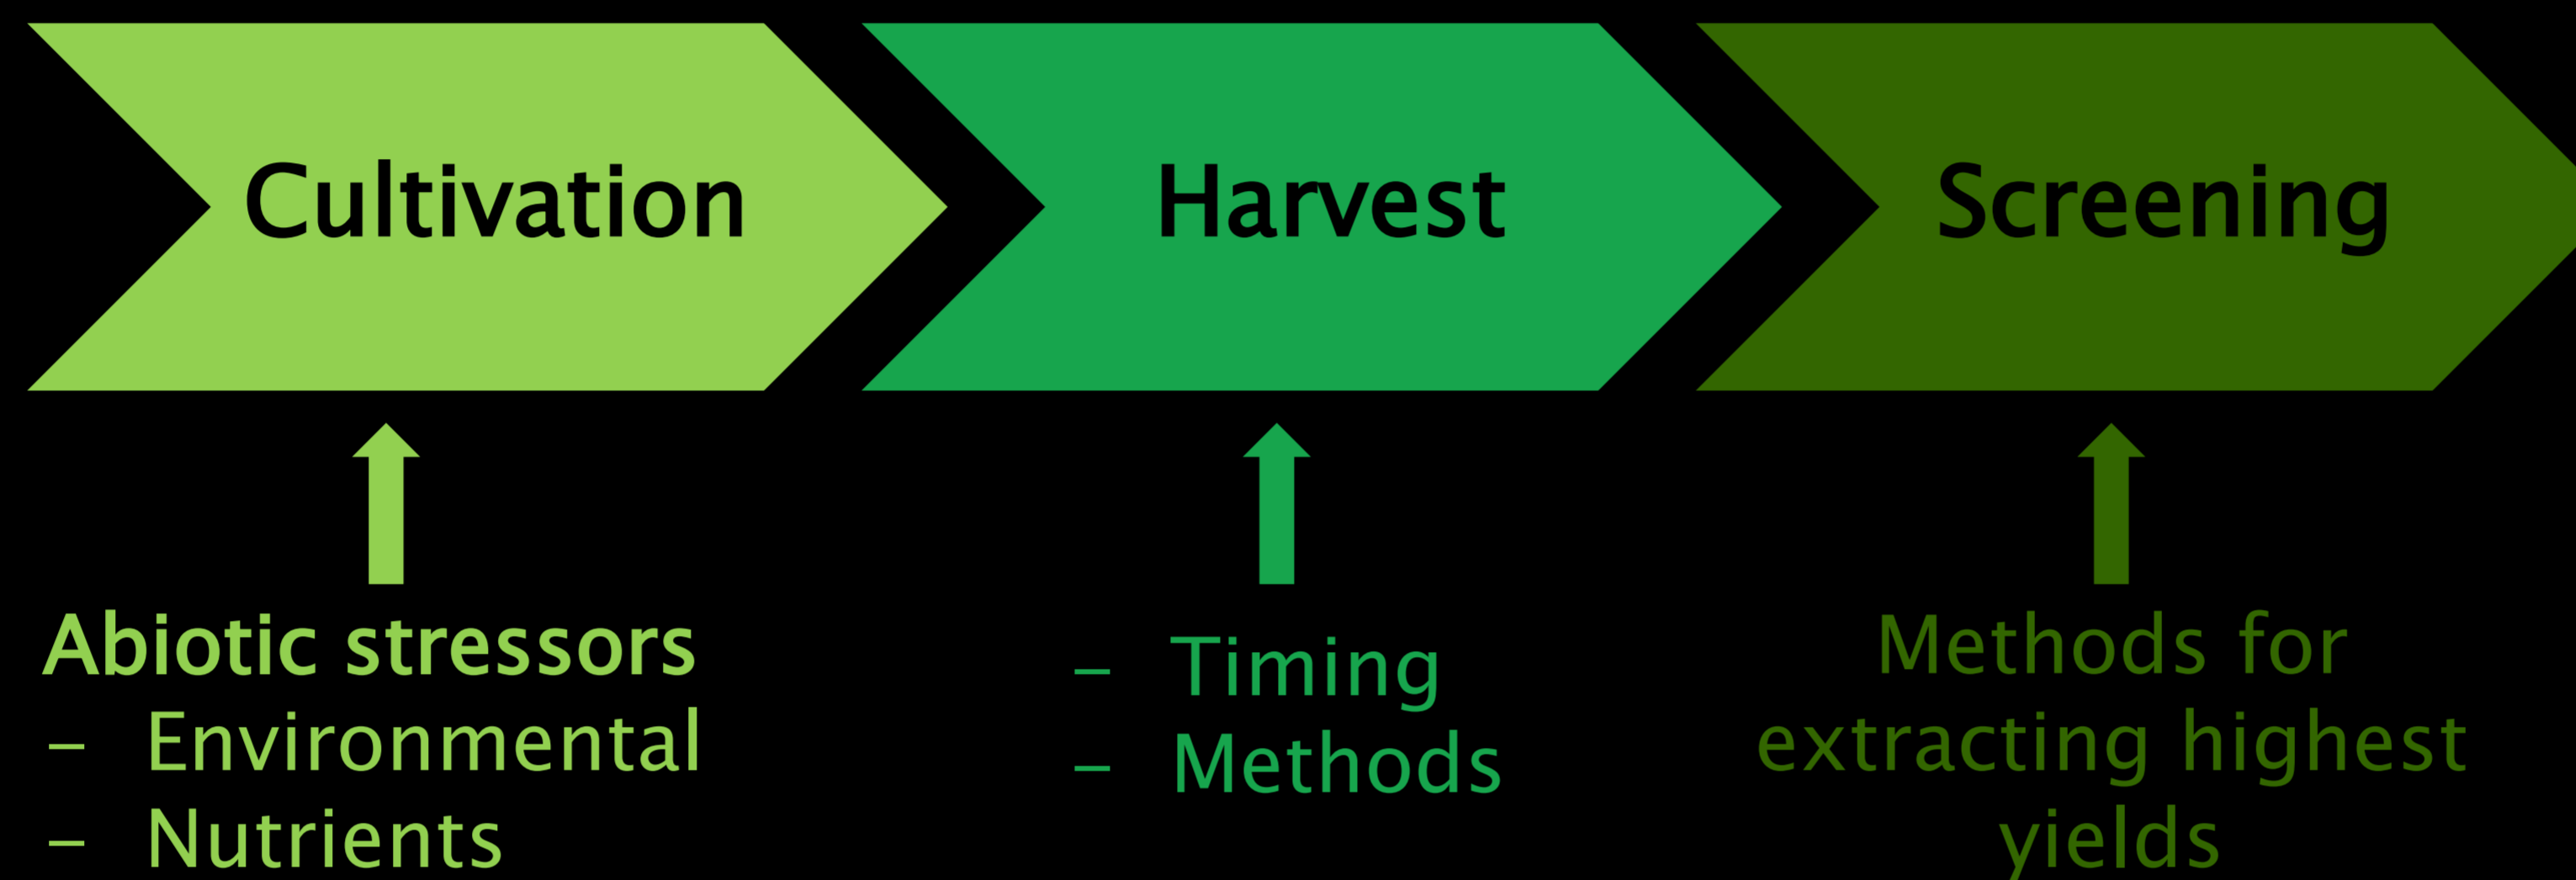 Cultivation
Harvest
Screening
Abiotic stressors
– Environmental
– Nutrients
– Timing
– Methods
Methods for
extracting highest
yields